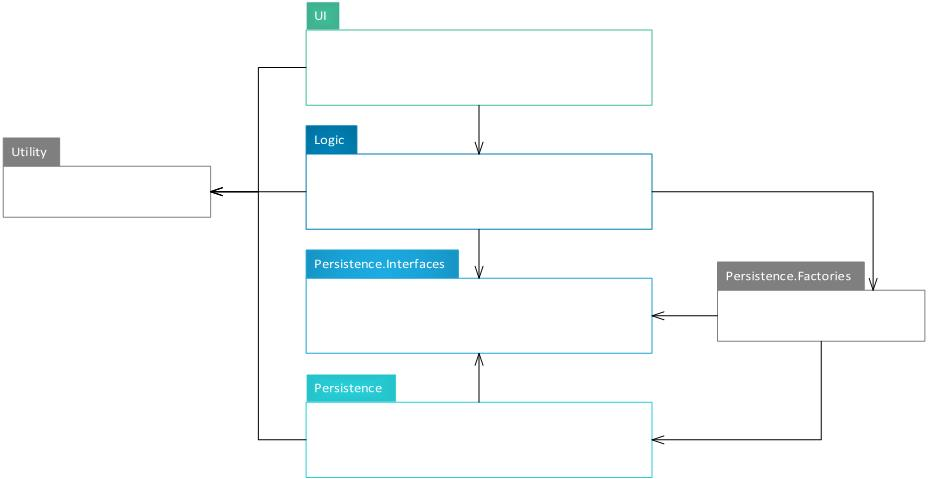 UI
Logic
Utility
Persistence.Interfaces
Persistence.Factories
Persistence